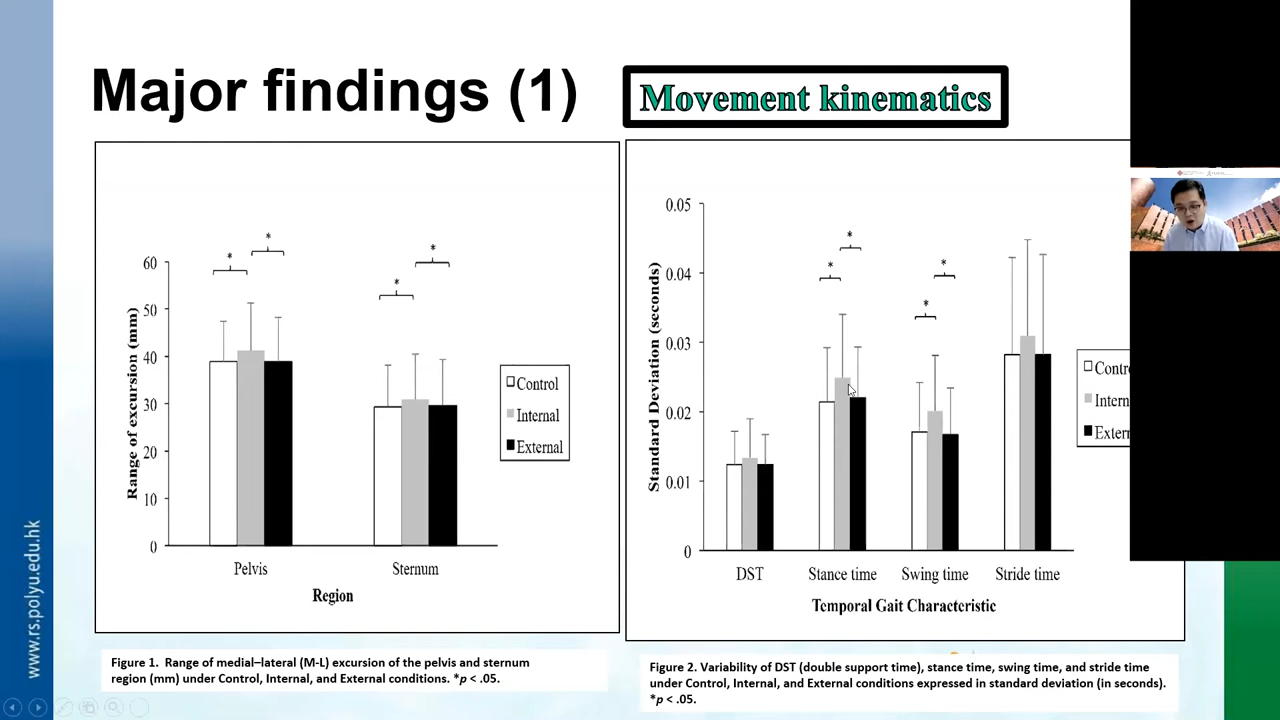 Major findings (1)
Movement kinematics
*
*
*
*
60
50
40
30
20
10
0
Range of excursion (mm)
Control
Internal
External
Pelvis
Sternum
Region
Figure 1. Range of medial–lateral (M-L) excursion of the pelvis and sternum
region (mm) under Control, Internal, and External conditions. *p < .05.
0.05
0.04
0.03
0.02
0.01
0
Standard Deviation (seconds)
*
*
*
*
Contro
Intern
Exter
DST
Stance time
Swing time
Stride time
Temporal Gait Characteristic
Figure 2. Variability of DST (double support time), stance time, swing time, and stride time
under Control, Internal, and External conditions expressed in standard deviation (in seconds).
*p < .05.
www.rs.polyu.edu.hk